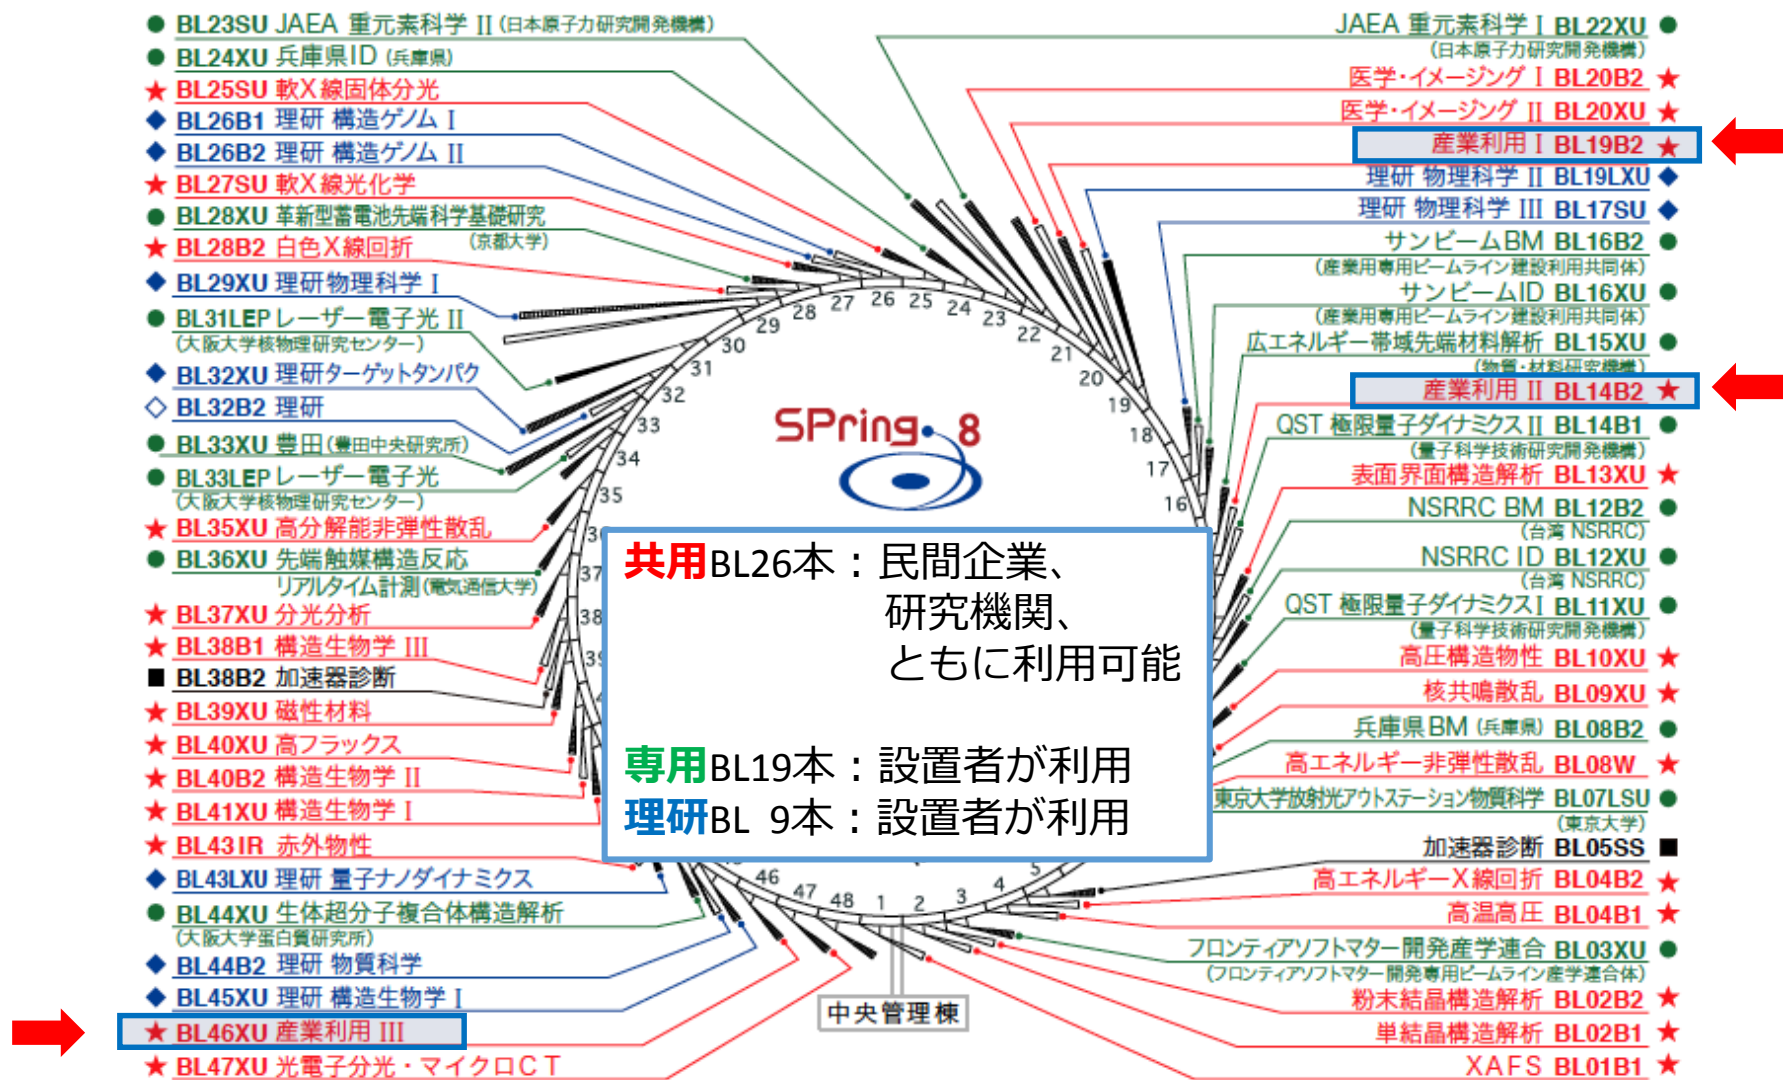 ● BL23SU JAEA 重元素科学 II (日本原子力研究開発機構)
● BL24XU 兵庫県ID (兵庫県)
★ BL25SU 軟X線固体分光
◆ BL26B1 理研 構造ゲノム I
◆ BL26B2 理研 構造ゲノム II
★ BL27SU 軟X線光化学
● BL28XU 革新型蓄電池先端科学基礎研究
(京都大学)
★ BL28B2 白色X線回折
◆ BL29XU 理研物理科学 I
● BL31LEP レーザー電子光 II
(大阪大学核物理研究センター)
◆ BL32XU 理研ターゲットタンパク
◇ BL32B2 理研
● BL33XU 豊田 (豊田中央研究所)
● BL33LEP レーザー電子光
(大阪大学核物理研究センター)
★ BL35XU 高分解能非弾性散乱
● BL36XU 先端触媒構造反応
リアルタイム計測 (電気通信大学)
★ BL37XU 分光分析
★ BL38B1 構造生物学 III
■ BL38B2 加速器診断
★ BL39XU 磁性材料
★ BL40XU 高フラックス
★ BL40B2 構造生物学 II
★ BL41XU 構造生物学 I
★ BL43IR 赤外物性
◆ BL43LXU 理研 量子ナノダイナミクス
● BL44XU 生体超分子複合体構造解析
(大阪大学蛋白質研究所)
◆ BL44B2 理研 物質科学
◆ BL45XU 理研 構造生物学 I
★ BL46XU 産業利用 III
★ BL47XU 光電子分光・マイクロCT
JAEA 重元素科学 I BL22XU ●
(日本原子力研究開発機構)
医学・イメージング I BL20B2 ★
医学・イメージング II BL20XU ★
産業利用 I BL19B2 ★
理研 物理科学 II BL19LXU ◆
理研 物理科学 III BL17SU ◆
サンビームBM BL16B2 ●
(産業用専用ビームライン建設利用共同体)
サンビームID BL16XU ●
(産業用専用ビームライン建設利用共同体)
広エネルギー帯域先端材料解析 BL15XU ●
(物質・材料研究機構)
産業利用 II BL14B2 ★
QST 極限量子ダイナミクス II BL14B1 ●
(量子科学技術研究開発機構)
表面界面構造解析 BL13XU ★
NSRRC BM BL12B2 ●
(台湾 NSRRC)
NSRRC ID BL12XU ●
(台湾 NSRRC)
QST 極限量子ダイナミクス I BL11XU ●
(量子科学技術研究開発機構)
高圧構造物性 BL10XU ★
核共鳴散乱 BL09XU ★
兵庫県BM (兵庫県) BL08B2 ●
高エネルギー非弾性散乱 BL08W ★
東京大学放射光アウトステーション物質科学 BL07LSU ●
(東京大学)
加速器診断 BL05SS ■
高エネルギーX線回折 BL04B2 ★
高温高圧 BL04B1 ★
フロンティアソフトマター開発産学連合 BL03XU ●
(フロンティアソフトマター開発専用ビームライン産学連合体)
粉末結晶構造解析 BL02B2 ★
単結晶構造解析 BL02B1 ★
XAFS BL01B1 ★
SPring-8
共用BL26本：民間企業、
研究機関、
ともに利用可能
専用BL19本：設置者が利用
理研BL 9本：設置者が利用
中央管理棟
1
2
3
4
5
16
17
18
19
20
21
22
23
24
25
26
27
28
29
30
31
32
33
34
35
37
38
46
47
48